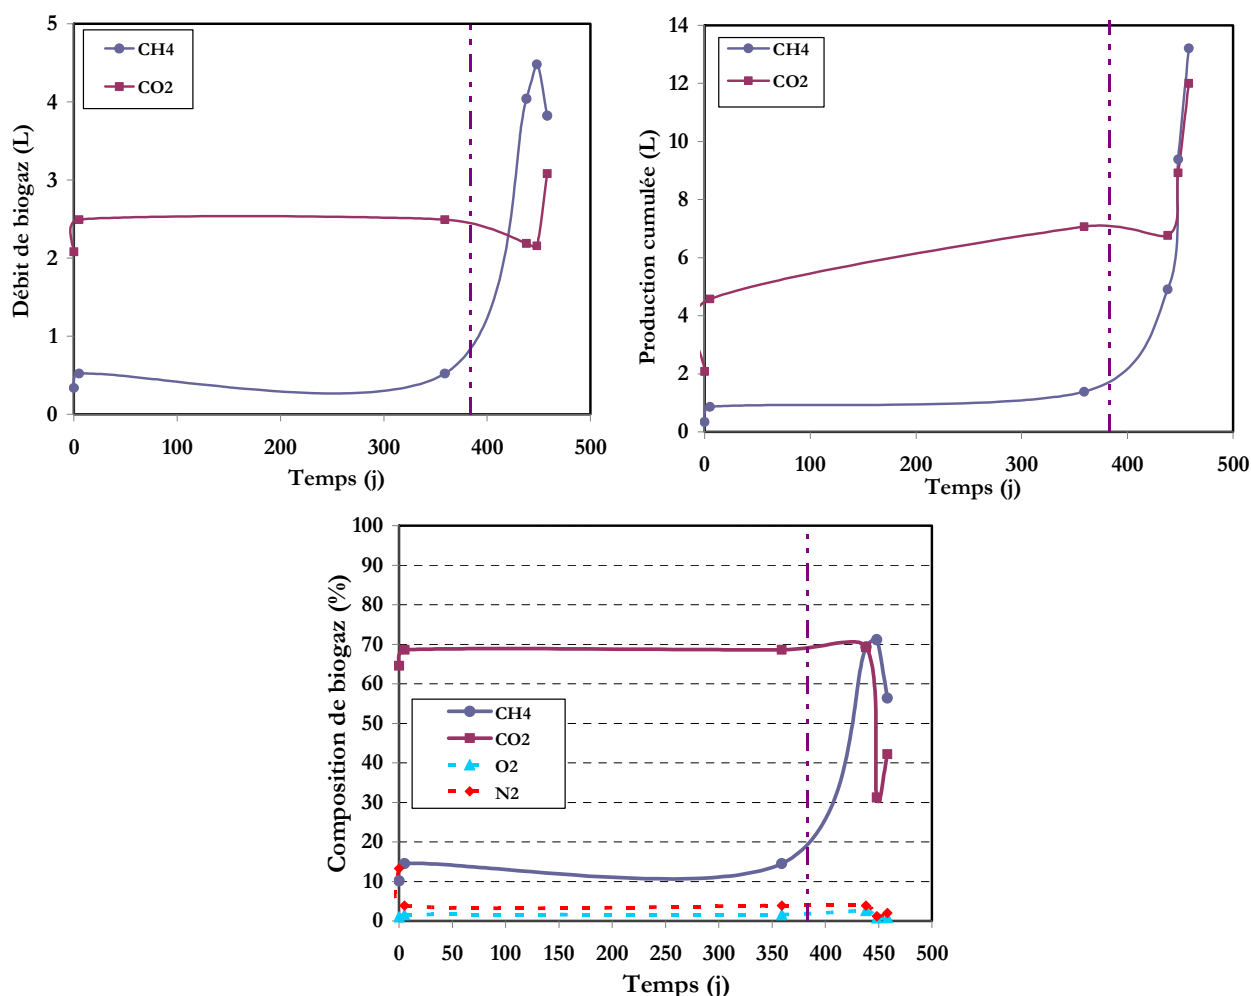 Débit de biogaz (L)
5
4
3
2
1
0
CH4
CO2
0 100 200 300 400 500
Temps (j)
Production cumulée (L)
14
12
10
8
6
4
2
0
CH4
CO2
0 100 200 300 400 500
Temps (j)
Composition de biogaz (%)
100
90
80
70
60
50
40
30
20
10
0
CH4
CO2
O2
N2
0 50 100 150 200 250 300 350 400 450 500
Temps (j)